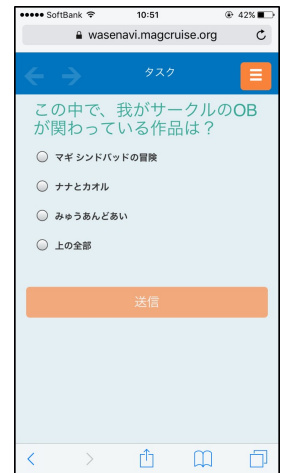 SoftBank 10:51 42%
wasenavi.magcruise.org
タスク
この中で、我がサークルのOB
が関わっている作品は？
マギ シンドバッドの冒険
ナナとカオル
みゅうあんどあい
上の全部
送信